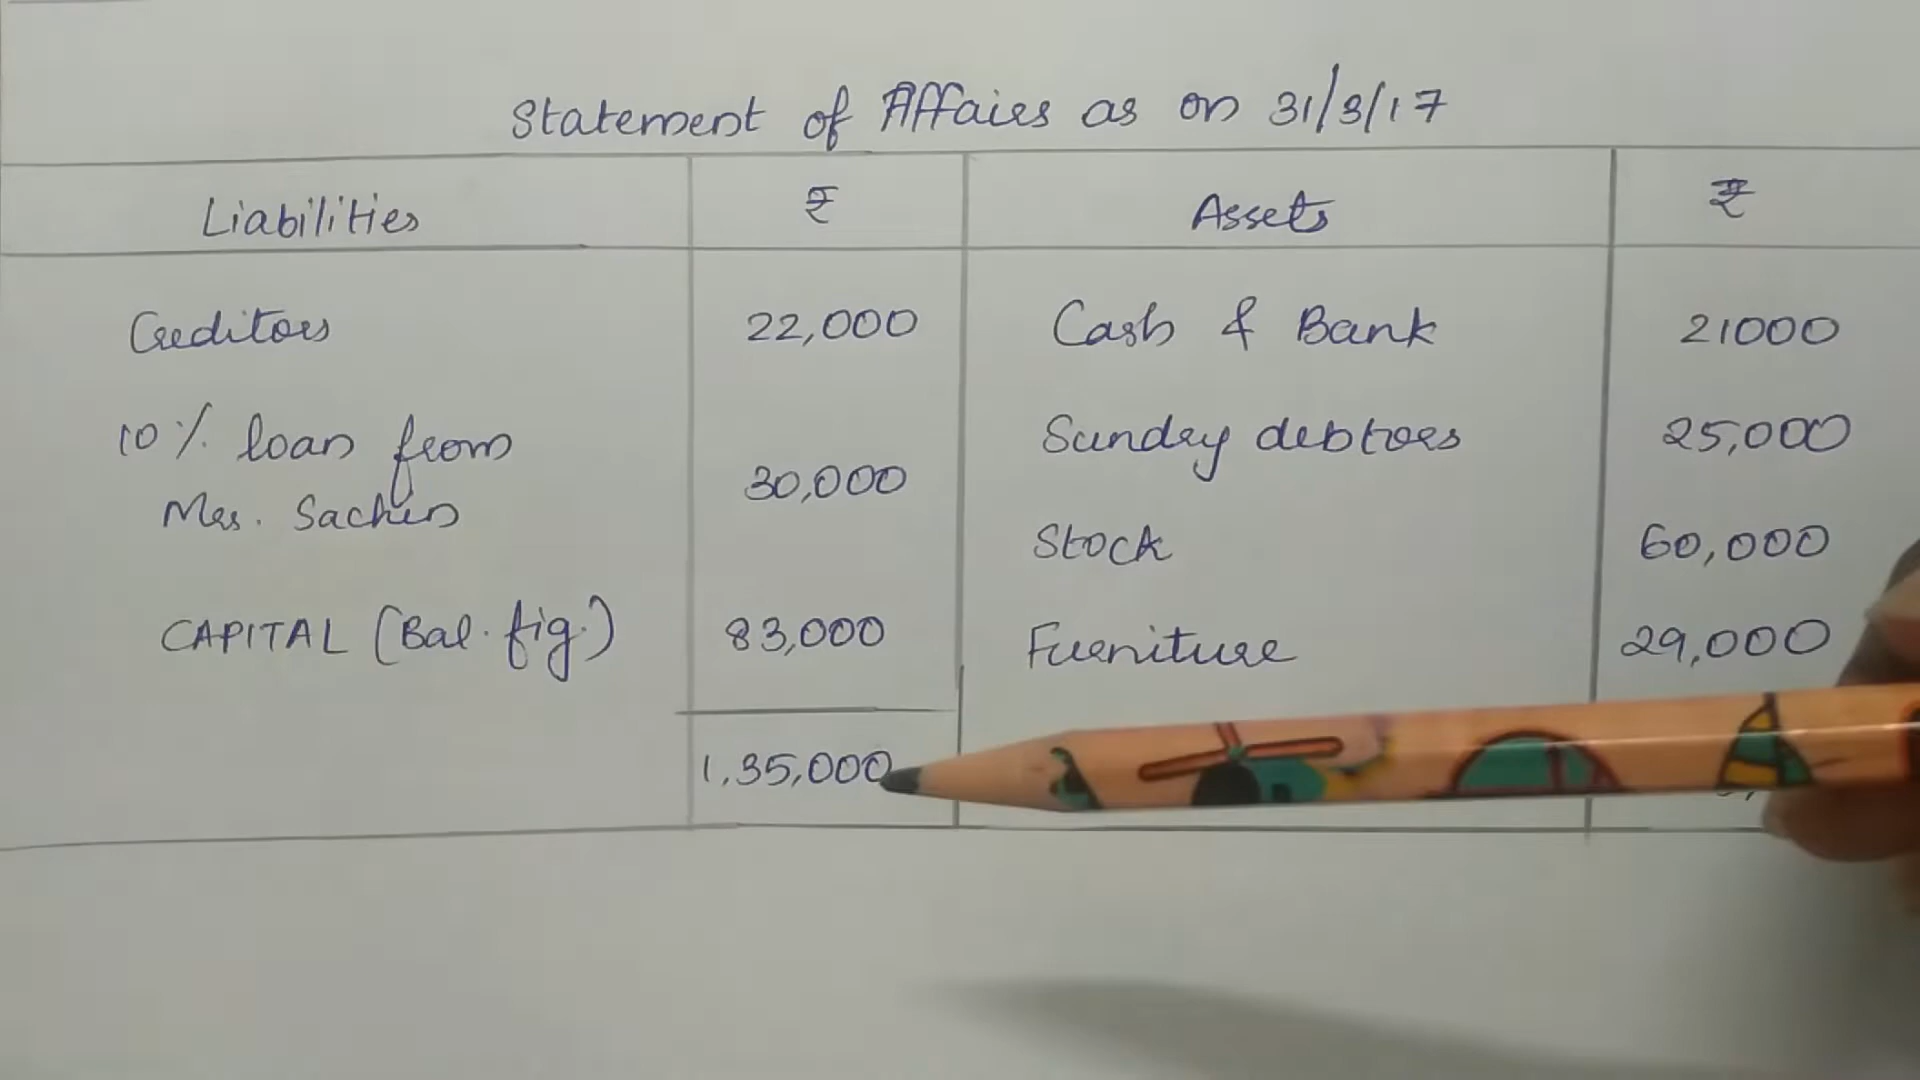 Statement of Affairs as on 31/3/17
Liabilities ₹ Assets ₹
Creditors 22,000 Cash & Bank 21000
10% loan from
Mrs. Sachin 30,000 Sundry debtors 25,000
Stock 60,000
CAPITAL (Bal. fig.) 83,000 Furniture 29,000
1,35,000